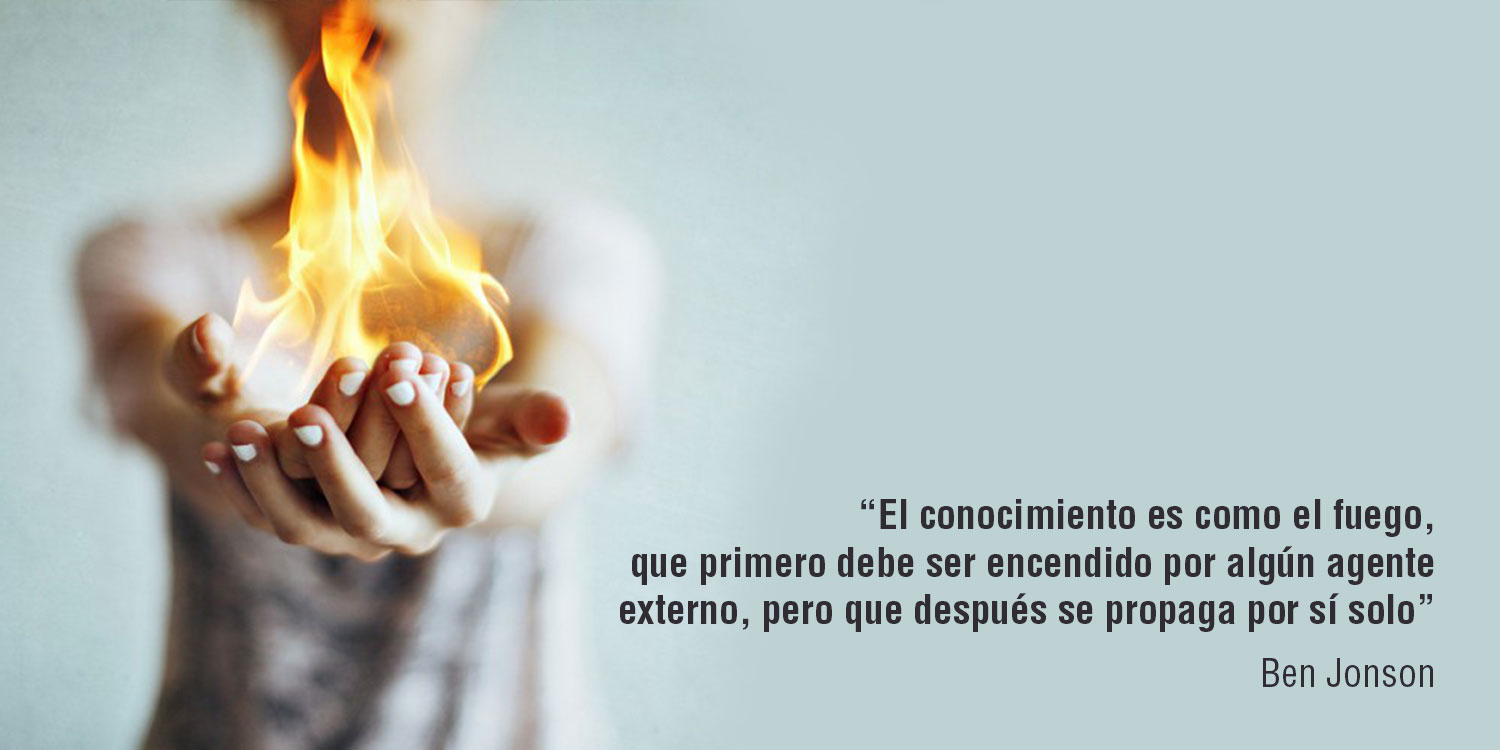 “El conocimiento es como el fuego,
que primero debe ser encendido por algún agente
externo, pero que después se propaga por sí solo”
Ben Jonson